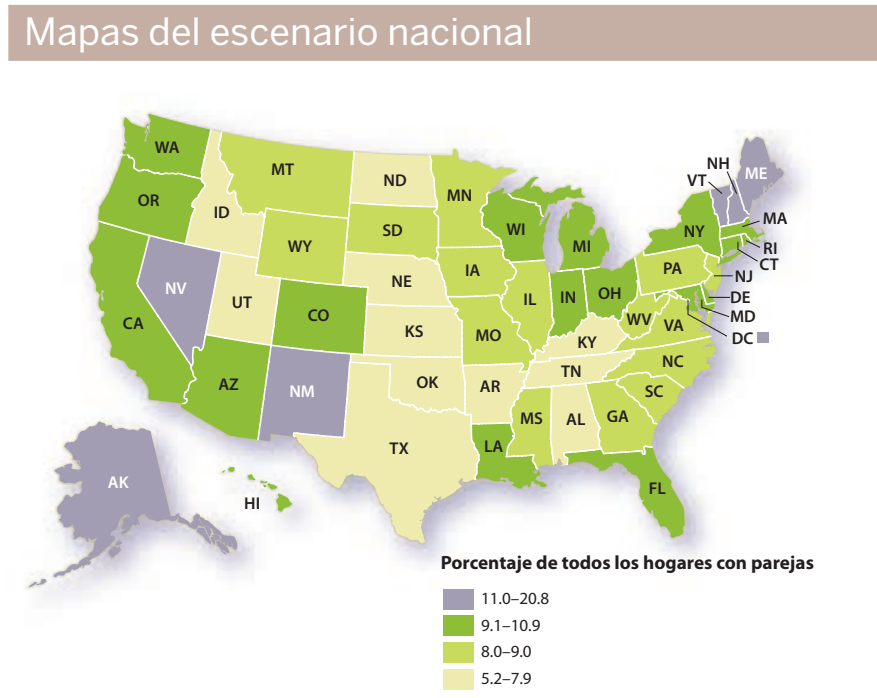 Mapas del escenario nacional
WA
MT
ND
MN
OR
ID
WY
SD
WI
MI
NY
VT
NH
ME
MA
RI
CT
NJ
DE
MD
DC
PA
NV
UT
CO
NE
IA
IL
IN
OH
WV
VA
CA
KS
MO
KY
NC
AZ
NM
OK
AR
TN
SC
TX
MS
AL
GA
LA
FL
AK
HI
Porcentaje de todos los hogares con parejas
11.0–20.8
9.1–10.9
8.0–9.0
5.2–7.9